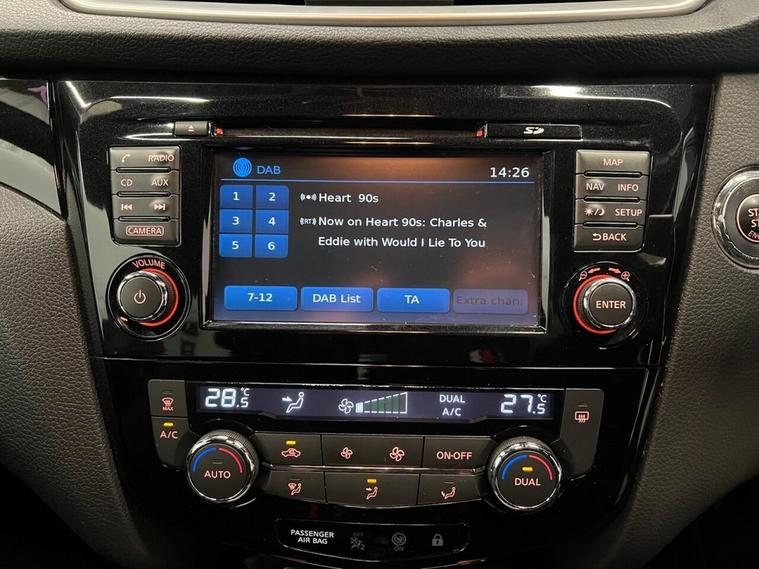 SD
RADIO
CD AUX
CAMERA
VOLUME
DAB 14:26
1 2 Heart 90s
3 4 Now on Heart 90s: Charles &
5 6 Eddie with Would I Lie To You
7-12 DAB List TA Extra chan.
MAP
NAV INFO
SETUP
BACK
ENTER
28.5 °C DUAL A/C 27.5 °C
MAX
A/C
AUTO
ON·OFF
DUAL
PASSENGER
AIR BAG
OFF
ON